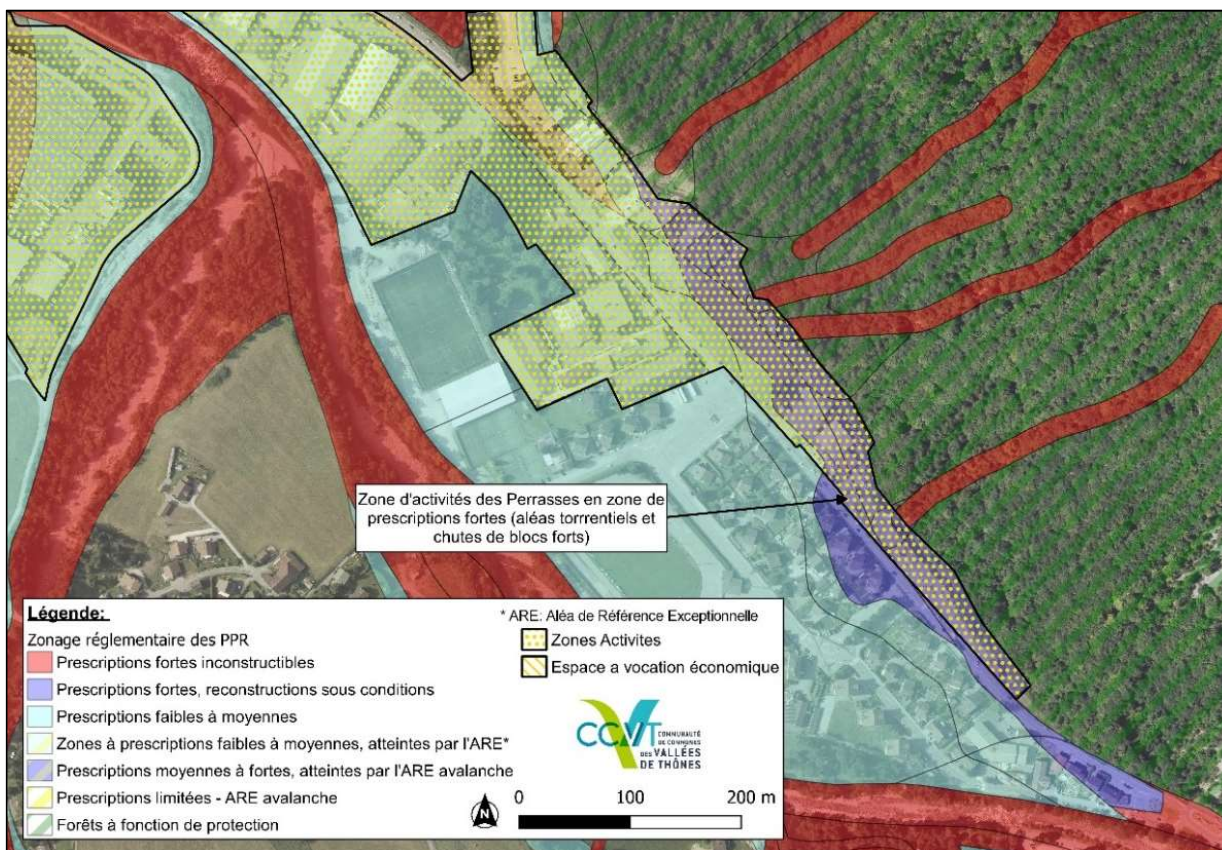 Zone d'activités des Perrasses en zone de
prescriptions fortes (aléas torrrentiels et
chutes de blocs forts)
Légende:
Zonage réglementaire des PPR
Prescriptions fortes inconstructibles
Prescriptions fortes, reconstructions sous conditions
Prescriptions faibles à moyennes
Zones à prescriptions faibles à moyennes, atteintes par l'ARE*
Prescriptions moyennes à fortes, atteintes par l'ARE avalanche
Prescriptions limitées - ARE avalanche
Forêts à fonction de protection
* ARE: Aléa de Référence Exceptionnelle
Zones Activites
Espace a vocation économique
CCVT
COMMUNAUTÉ
DE COMMUNES
DES VALLÉES
DE THÔNES
N
0 100 200 m